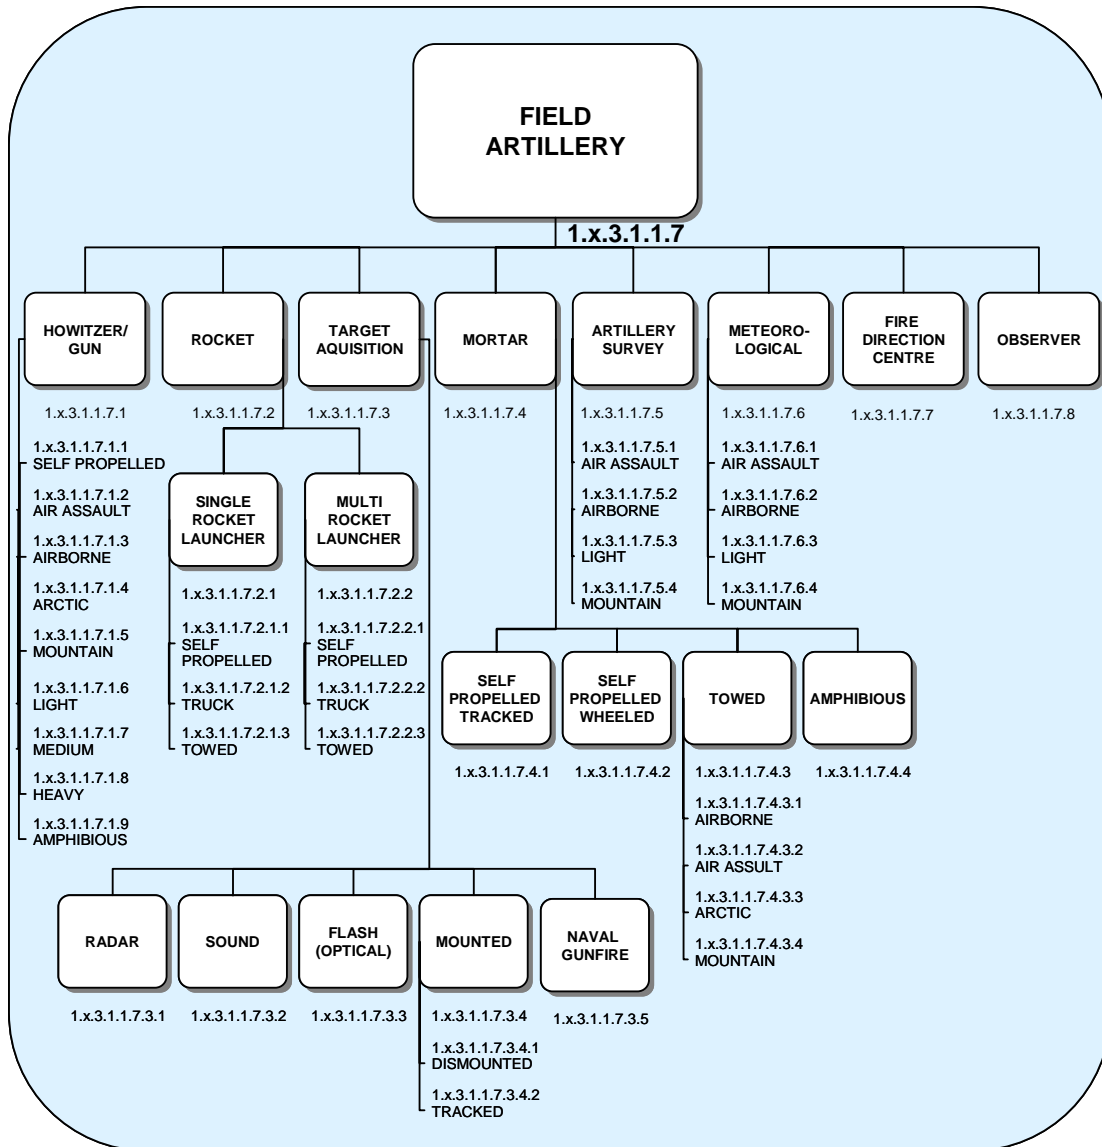 FIELD
ARTILLERY
1.x.3.1.1.7
HOWITZER/
GUN
1.x.3.1.1.7.1
1.x.3.1.1.7.1.1
SELF PROPELLED
1.x.3.1.1.7.1.2
AIR ASSAULT
1.x.3.1.1.7.1.3
AIRBORNE
1.x.3.1.1.7.1.4
ARCTIC
1.x.3.1.1.7.1.5
MOUNTAIN
1.x.3.1.1.7.1.6
LIGHT
1.x.3.1.1.7.1.7
MEDIUM
1.x.3.1.1.7.1.8
HEAVY
1.x.3.1.1.7.1.9
AMPHIBIOUS
ROCKET
1.x.3.1.1.7.2
SINGLE
ROCKET
LAUNCHER
1.x.3.1.1.7.2.1
1.x.3.1.1.7.2.1.1
SELF
PROPELLED
1.x.3.1.1.7.2.1.2
TRUCK
1.x.3.1.1.7.2.1.3
TOWED
MULTI
ROCKET
LAUNCHER
1.x.3.1.1.7.2.2
1.x.3.1.1.7.2.2.1
SELF
PROPELLED
1.x.3.1.1.7.2.2.2
TRUCK
1.x.3.1.1.7.2.2.3
TOWED
TARGET
AQUISITION
1.x.3.1.1.7.3
RADAR
1.x.3.1.1.7.3.1
SOUND
1.x.3.1.1.7.3.2
FLASH
(OPTICAL)
1.x.3.1.1.7.3.3
MOUNTED
1.x.3.1.1.7.3.4
1.x.3.1.1.7.3.4.1
DISMOUNTED
1.x.3.1.1.7.3.4.2
TRACKED
NAVAL
GUNFIRE
1.x.3.1.1.7.3.5
MORTAR
1.x.3.1.1.7.4
SELF
PROPELLED
TRACKED
1.x.3.1.1.7.4.1
SELF
PROPELLED
WHEELED
1.x.3.1.1.7.4.2
TOWED
1.x.3.1.1.7.4.3
1.x.3.1.1.7.4.3.1
AIRBORNE
1.x.3.1.1.7.4.3.2
AIR ASSULT
1.x.3.1.1.7.4.3.3
ARCTIC
1.x.3.1.1.7.4.3.4
MOUNTAIN
AMPHIBIOUS
1.x.3.1.1.7.4.4
ARTILLERY
SURVEY
1.x.3.1.1.7.5
1.x.3.1.1.7.5.1
AIR ASSAULT
1.x.3.1.1.7.5.2
AIRBORNE
1.x.3.1.1.7.5.3
LIGHT
1.x.3.1.1.7.5.4
MOUNTAIN
METEORO-
LOGICAL
1.x.3.1.1.7.6
1.x.3.1.1.7.6.1
AIR ASSAULT
1.x.3.1.1.7.6.2
AIRBORNE
1.x.3.1.1.7.6.3
LIGHT
1.x.3.1.1.7.6.4
MOUNTAIN
FIRE
DIRECTION
CENTRE
1.x.3.1.1.7.7
OBSERVER
1.x.3.1.1.7.8